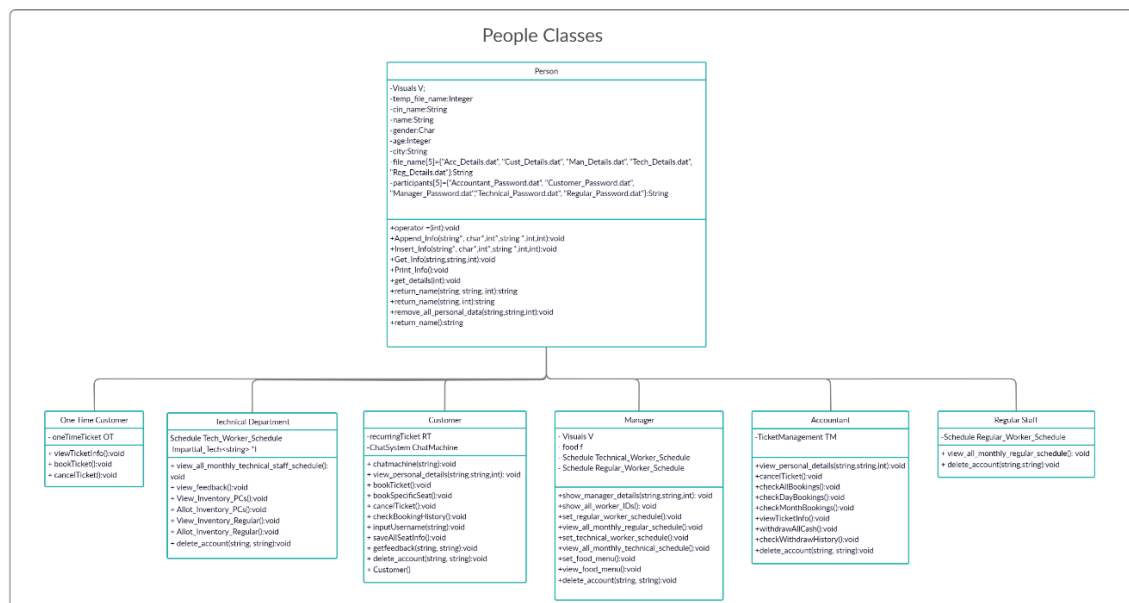 People Classes
Person
-Visuals V;
-temp_file_name:Integer
-cin_name:String
-name:String
-gender:Char
-age:Integer
-city:String
-file_name[5]={"Acc_Details.dat", "Cust_Details.dat", "Man_Details.dat", "Tech_Details.dat",
"Reg_Details.dat"}:String
-participants[5]={"Accountant_Password.dat", "Customer_Password.dat",
"Manager_Password.dat","Technical_Password.dat", "Regular_Password.dat"}:String
+operator =(int):void
+Append_Info(string*, char*,int*,string *,int,int):void
+Insert_Info(string*, char*,int*,string *,int,int):void
+Get_Info(string,string,int):void
+Print_Info():void
+get_details(int):void
+return_name(string, string, int):string
+return_name(string, int):string
+remove_all_personal_data(string,string,int):void
+return_name():string
One Time Customer
- oneTimeTicket OT
+ viewTicketInfo():void
+ bookTicket():void
+ cancelTicket():void
Technical Department
Schedule Tech_Worker_Schedule
Impartial_Tech<string> *I
+ view_all_monthly_technical_staff_schedule():
void
+ view_feedback():void
+ View_Inventory_PCs():void
+ Allot_Inventory_PCs():void
+ View_Inventory_Regular():void
+ Allot_Inventory_Regular():void
+ delete_account(string, string):void
Customer
-recurringTicket RT
-ChatSystem ChatMachine
+ chatmachine(string):void
+ view_personal_details(string,string,int):void
+ bookTicket():void
+ bookSpecificSeat():void
+ cancelTicket():void
+ checkBookingHistory():void
+ inputUsername(string):void
+ saveAllSeatInfo():void
+ getfeedback(string, string):void
+ delete_account(string, string):void
+ Customer()
Manager
- Visuals V
- food f
- Schedule Technical_Worker_Schedule
- Schedule Regular_Worker_Schedule
+show_manager_details(string,string,int): void
+show_all_worker_IDs():void
+set_regular_worker_schedule():void
+view_all_monthly_regular_schedule():void
+set_technical_worker_schedule():void
+view_all_monthly_technical_schedule():void
+set_food_menu():void
+view_food_menu():void
+delete_account(string, string):void
Accountant
-TicketManagement TM
+view_personal_details(string,string,int):void
+cancelTicket():void
+checkAllBookings():void
+checkDayBookings():void
+checkMonthBookings():void
+viewTicketInfo():void
+withdrawAllCash():void
+checkWithdrawHistory():void
+delete_account(string, string):void
Regular Staff
-Schedule Regular_Worker_Schedule
+ view_all_monthly_regular_schedule(): void
+ delete_account(string,string):void